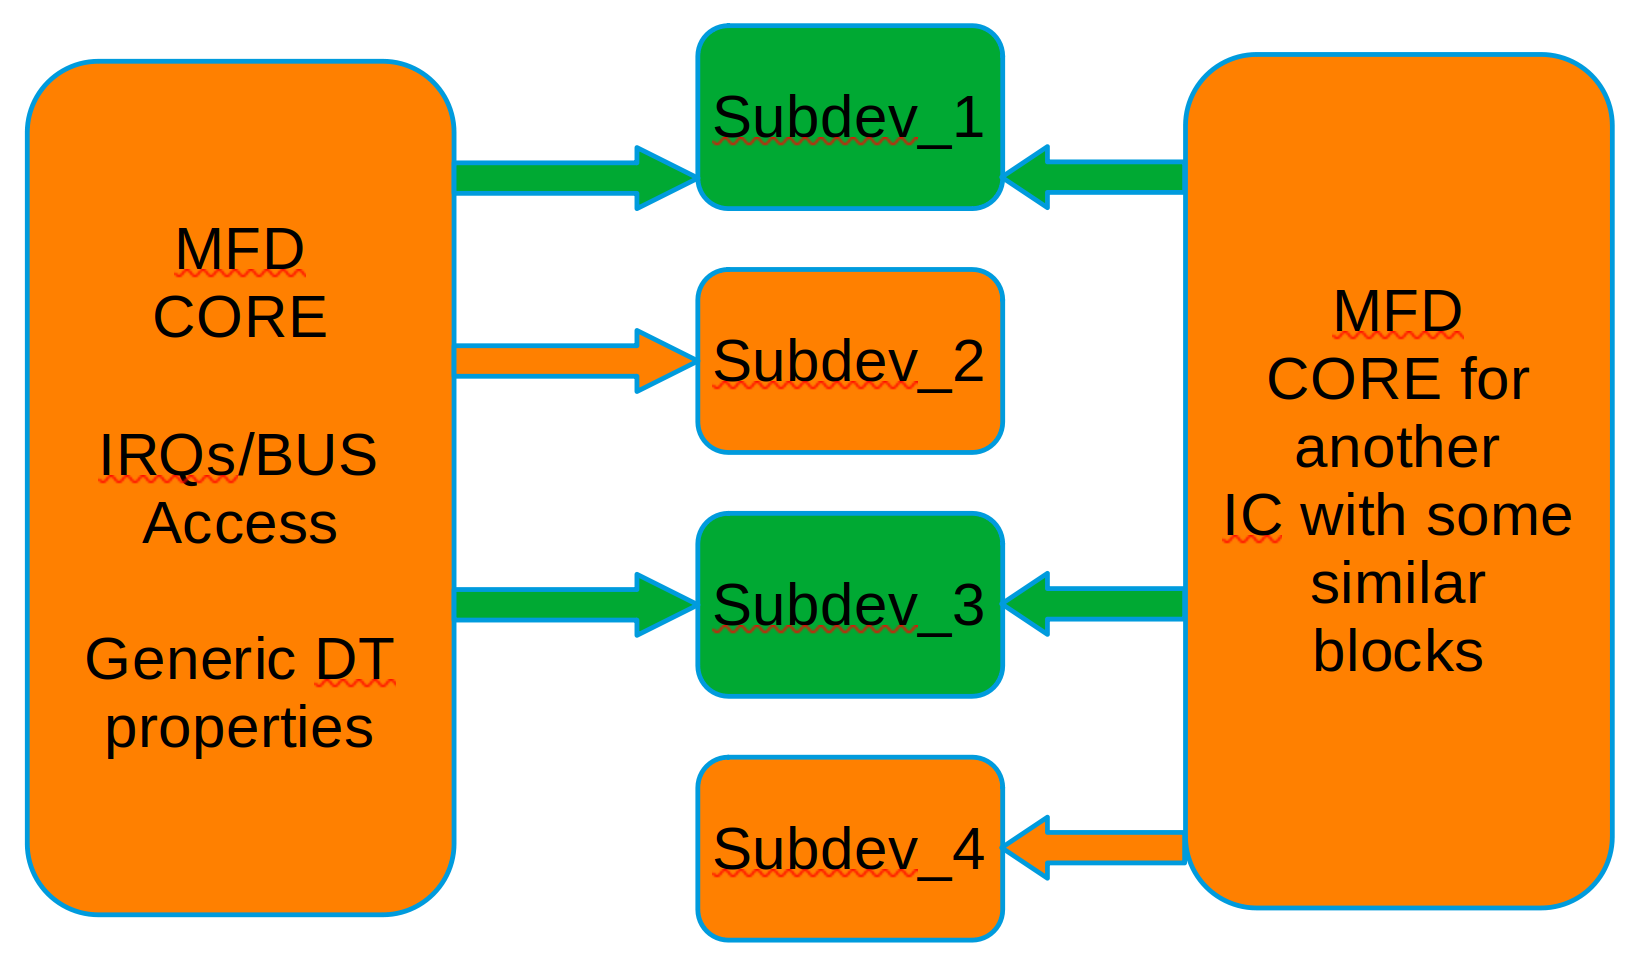 MFD
CORE
IRQs/BUS
Access
Generic DT
properties
Subdev_1
Subdev_2
Subdev_3
Subdev_4
MFD
CORE for
another
IC with some
similar
blocks